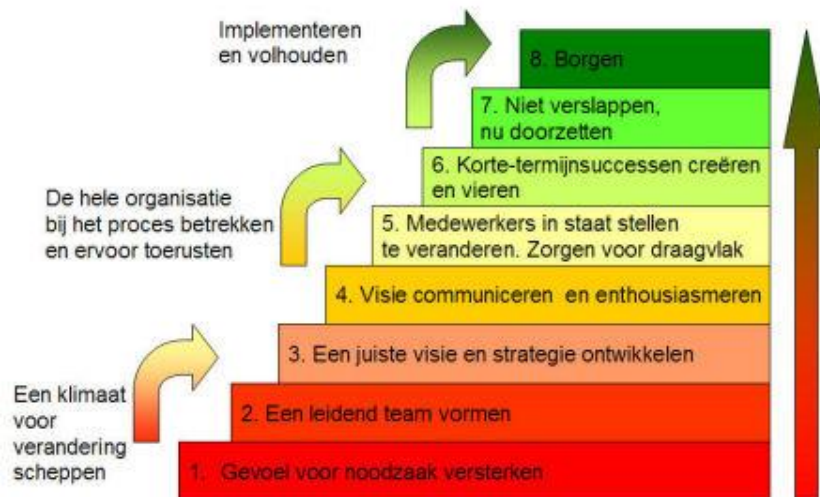 Implementeren
en volhouden
8. Borgen
7. Niet verslappen,
nu doorzetten
6. Korte-termijnsuccessen creëren
en vieren
De hele organisatie
bij het proces betrekken
en ervoor toerusten
5. Medewerkers in staat stellen
te veranderen. Zorgen voor draagvlak
4. Visie communiceren en enthousiasmeren
3. Een juiste visie en strategie ontwikkelen
Een klimaat
voor
verandering
scheppen
2. Een leidend team vormen
1. Gevoel voor noodzaak versterken